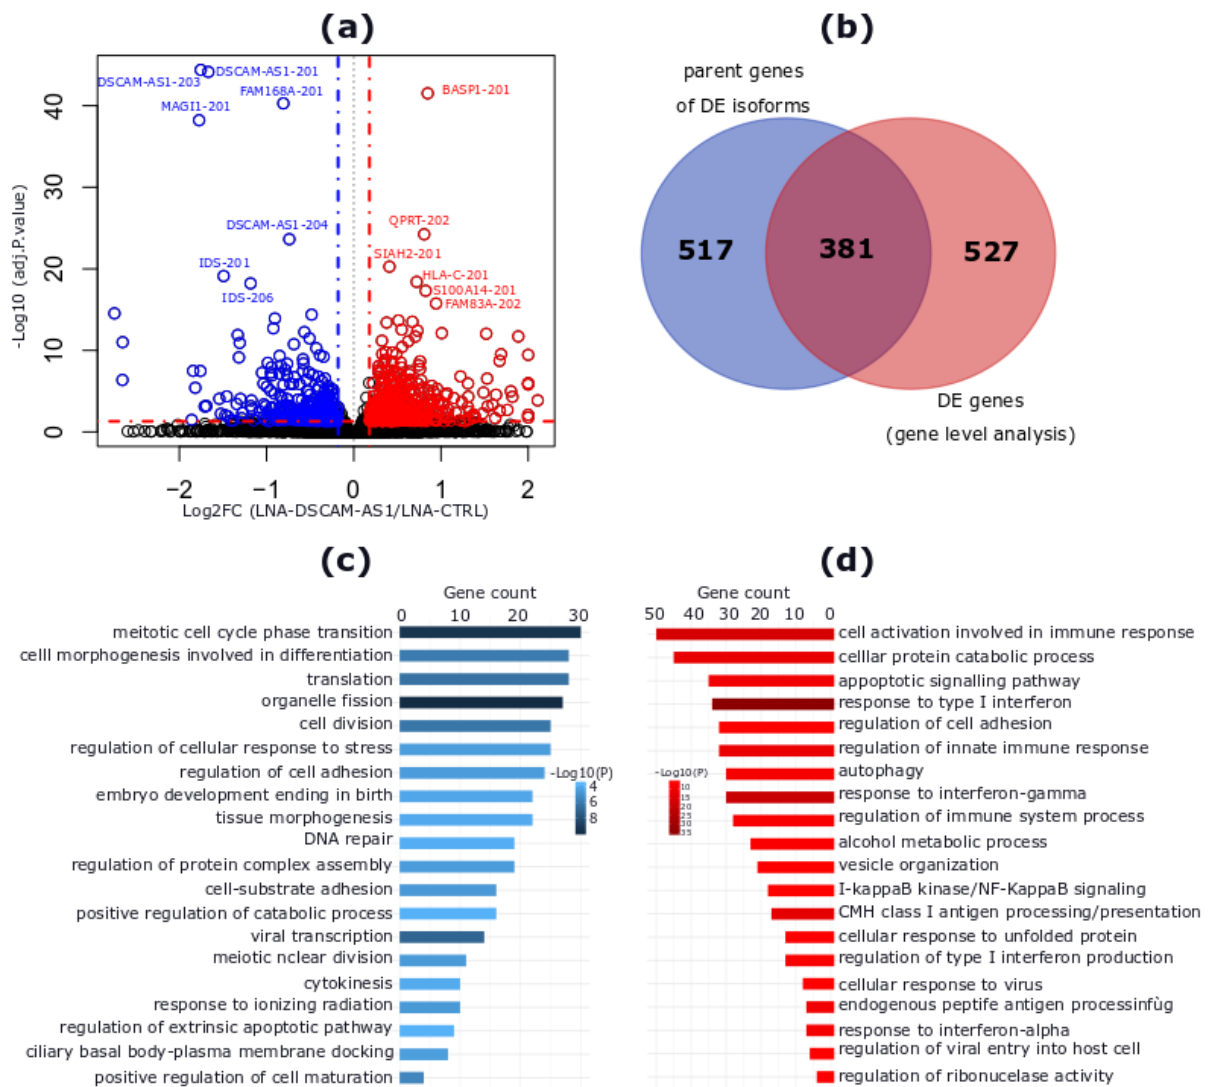 (a)
DSCAM-AS1-203
DSCAM-AS1-201
FAM168A-201
MAGI1-201
BASP1-201
DSCAM-AS1-204
QPRT-202
SIAH2-201
IDS-201
HLA-C-201
IDS-206
S100A14-201
FAM83A-202
-Log10 (adj.P.value)
40
30
20
10
0
−2 −1 0 1 2
Log2FC (LNA-DSCAM-AS1/LNA-CTRL)
(b)
parent genes
of DE isoforms
517 381 527
DE genes
(gene level analysis)
(c)
Gene count
0 10 20 30
meitotic cell cycle phase transition
celll morphogenesis involved in differentiation
translation
organelle fission
cell division
regulation of cellular response to stress
regulation of cell adhesion
embryo development ending in birth
tissue morphogenesis
DNA repair
regulation of protein complex assembly
cell-substrate adhesion
positive regulation of catabolic process
viral transcription
meiotic nclear division
cytokinesis
response to ionizing radiation
regulation of extrinsic apoptotic pathway
ciliary basal body-plasma membrane docking
positive regulation of cell maturation
-Log10(P)
4
6
8
(d)
Gene count
50 40 30 20 10 0
cell activation involved in immune response
celllar protein catabolic process
appoptotic signalling pathway
response to type I interferon
regulation of cell adhesion
regulation of innate immune response
autophagy
response to interferon-gamma
regulation of immune system process
alcohol metabolic process
vesicle organization
I-kappaB kinase/NF-KappaB signaling
CMH class I antigen processing/presentation
cellular response to unfolded protein
regulation of type I interferon production
cellular response to virus
endogenous peptife antigen processinfùg
response to interferon-alpha
regulation of viral entry into host cell
regulation of ribonucelase activity
-Log10(P)
10
15
20
25
30
35